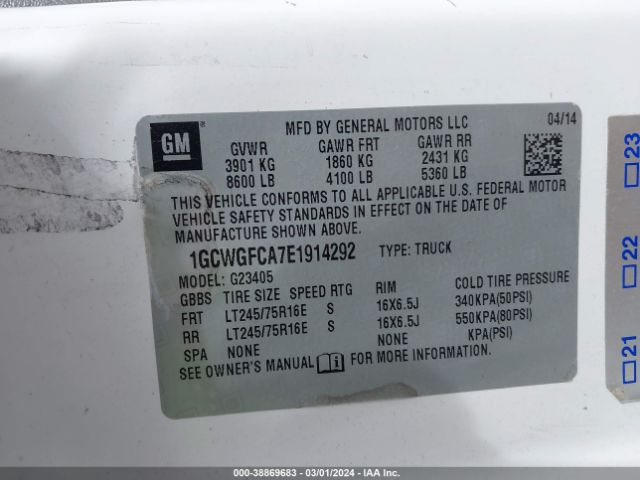 GM
MFD BY GENERAL MOTORS LLC 04/14
GVWR GAWR FRT GAWR RR
3901 KG 1860 KG 2431 KG
8600 LB 4100 LB 5360 LB
THIS VEHICLE CONFORMS TO ALL APPLICABLE U.S. FEDERAL MOTOR
VEHICLE SAFETY STANDARDS IN EFFECT ON THE DATE OF
MANUFACTURE SHOWN ABOVE.
1GCWGFCA7E1914292 TYPE: TRUCK
MODEL: G23405
GBBS TIRE SIZE SPEED RTG RIM COLD TIRE PRESSURE
FRT LT245/75R16E S 16X6.5J 340KPA(50PSI)
RR LT245/75R16E S 16X6.5J 550KPA(80PSI)
SPA NONE NONE KPA(PSI)
SEE OWNER'S MANUAL FOR MORE INFORMATION.
23
22
21
000-38869683 - 03/01/2024 - IAAI.com